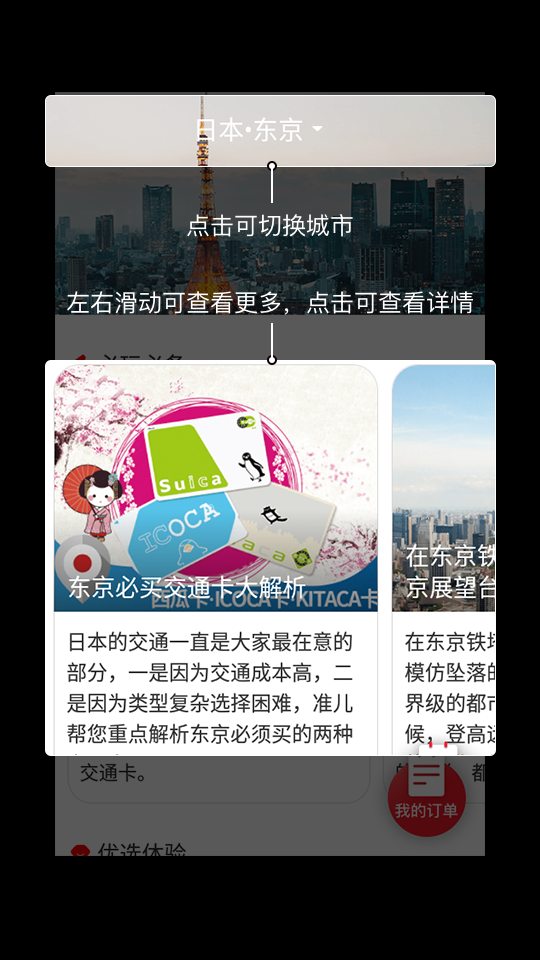 日本·东京
点击可切换城市
左右滑动可查看更多，点击可查看详情
必玩必备
Suica
ICOCA
东京必买交通卡大解析
西瓜卡·ICOCA卡·KITACA卡
在东京铁
京展望台
日本的交通一直是大家最在意的
部分，一是因为交通成本高，二
是因为类型复杂选择困难，准儿
帮您重点解析东京必须买的两种
交通卡。
在东京铁塔
模仿坠落的
界级的都市
候，登高远
都
我的订单
优选体验